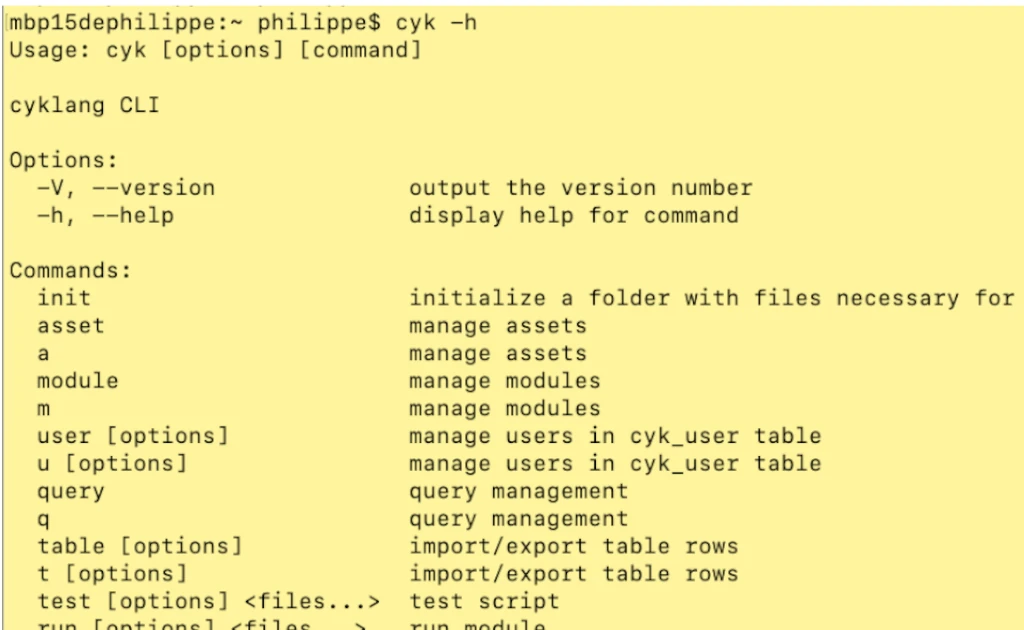 mbp15dephilippe:~ philippe$ cyk -h
Usage: cyk [options] [command]
cyklang CLI
Options:
-V, --version output the version number
-h, --help display help for command
Commands:
init initialize a folder with files necessary for
asset manage assets
a manage assets
module manage modules
m manage modules
user [options] manage users in cyk_user table
u [options] manage users in cyk_user table
query query management
q query management
table [options] import/export table rows
t [options] import/export table rows
test [options] <files...> test script
run [options] <files...> run module